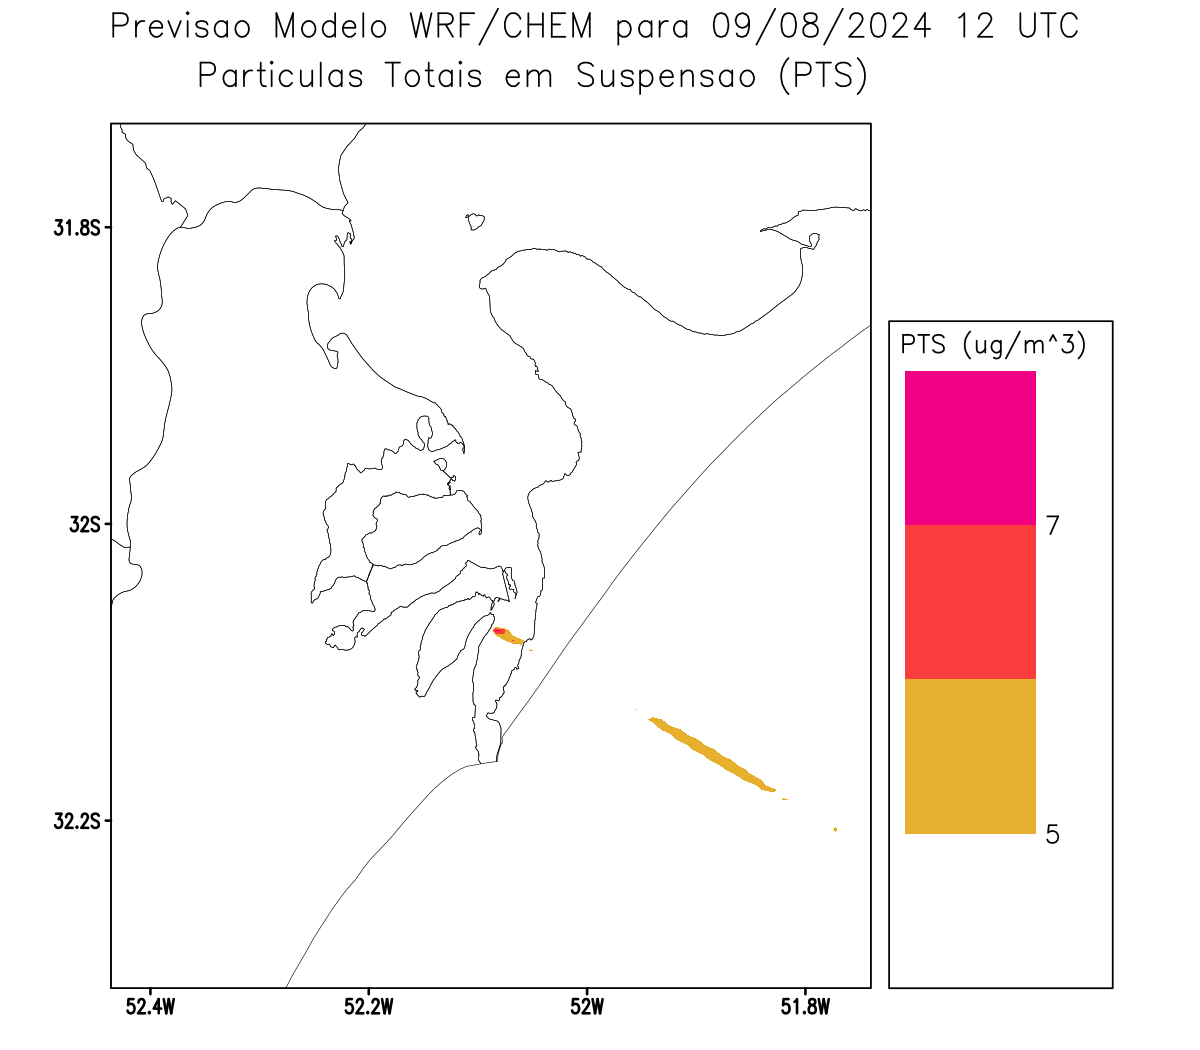 Previsao Modelo WRF/CHEM para 09/08/2024 12 UTC
Particulas Totais em Suspensao (PTS)
31.8S
32S
32.2S
52.4W
52.2W
52W
51.8W
PTS (ug/m^3)
7
5